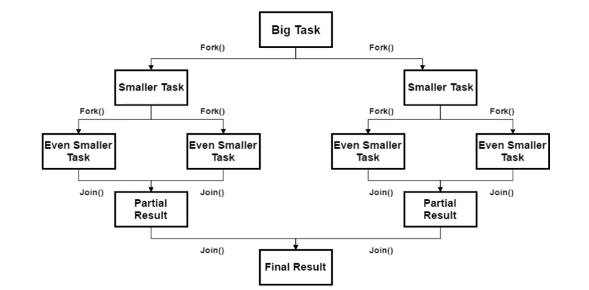 Big Task
Fork()
Fork()
Smaller Task
Smaller Task
Fork()
Fork()
Fork()
Fork()
Even Smaller
Task
Even Smaller
Task
Even Smaller
Task
Even Smaller
Task
Join()
Join()
Join()
Join()
Partial
Result
Partial
Result
Join()
Join()
Final Result